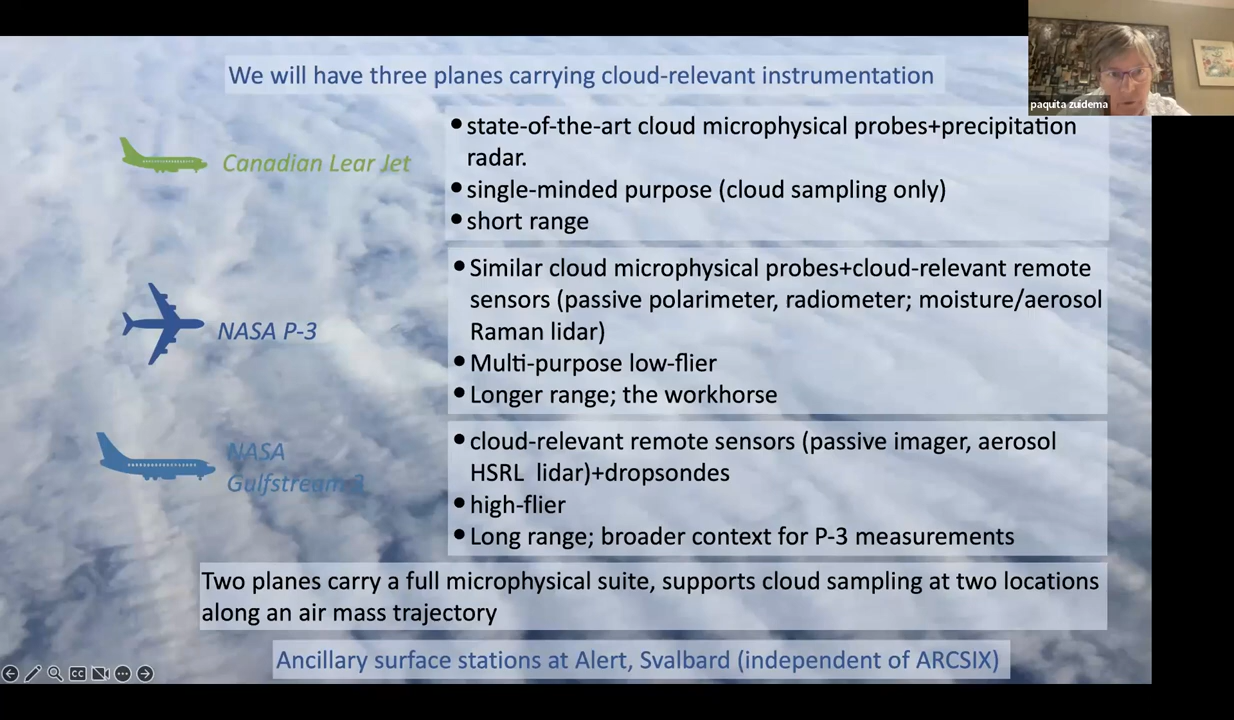 We will have three planes carrying cloud-relevant instrumentation
paquita zuidema
Canadian Lear Jet
•state-of-the-art cloud microphysical probes+precipitation
radar.
•single-minded purpose (cloud sampling only)
•short range
NASA P-3
•Similar cloud microphysical probes+cloud-relevant remote
sensors (passive polarimeter, radiometer; moisture/aerosol
Raman lidar)
•Multi-purpose low-flier
•Longer range; the workhorse
NASA
Gulfstream 3
•cloud-relevant remote sensors (passive imager, aerosol
HSRL lidar)+dropsondes
•high-flier
•Long range; broader context for P-3 measurements
Two planes carry a full microphysical suite, supports cloud sampling at two locations
along an air mass trajectory
Ancillary surface stations at Alert, Svalbard (independent of ARCSIX)
CC